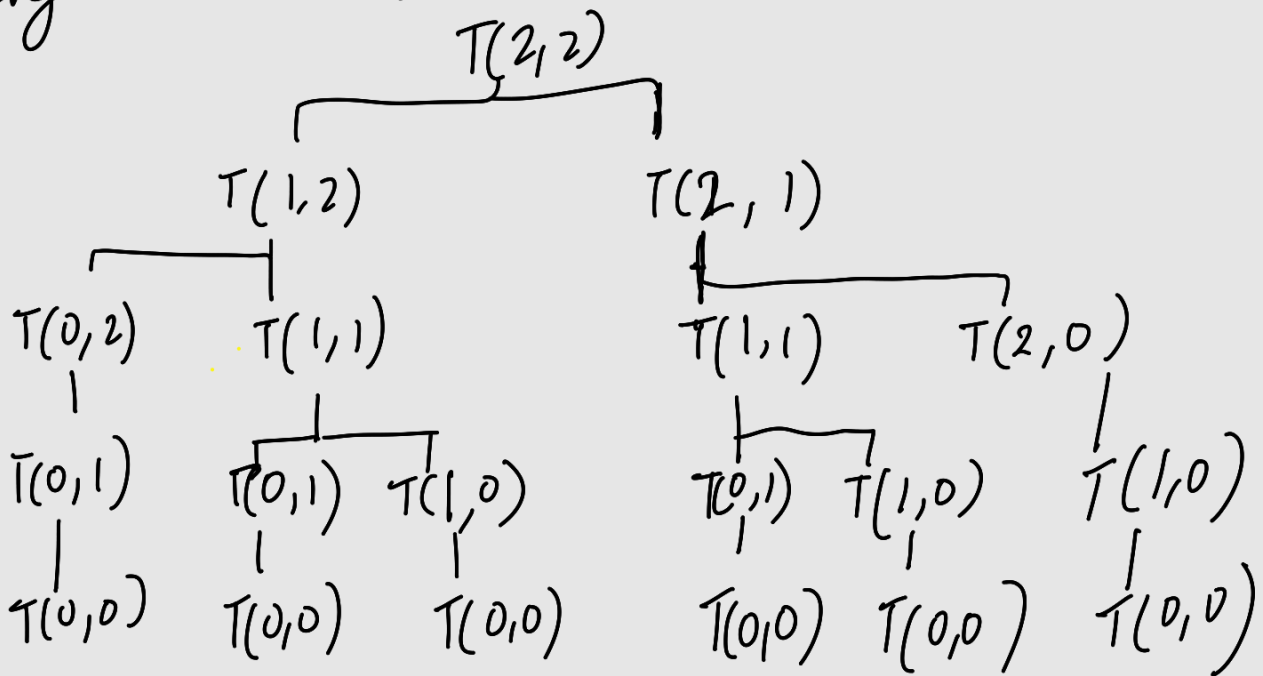 T(2,2)
T(1,2) T(2,1)
T(0,2) T(1,1) T(1,1) T(2,0)
T(0,1) T(0,1) T(1,0) T(0,1) T(1,0) T(1,0)
T(0,0) T(0,0) T(0,0) T(0,0) T(0,0) T(0,0)